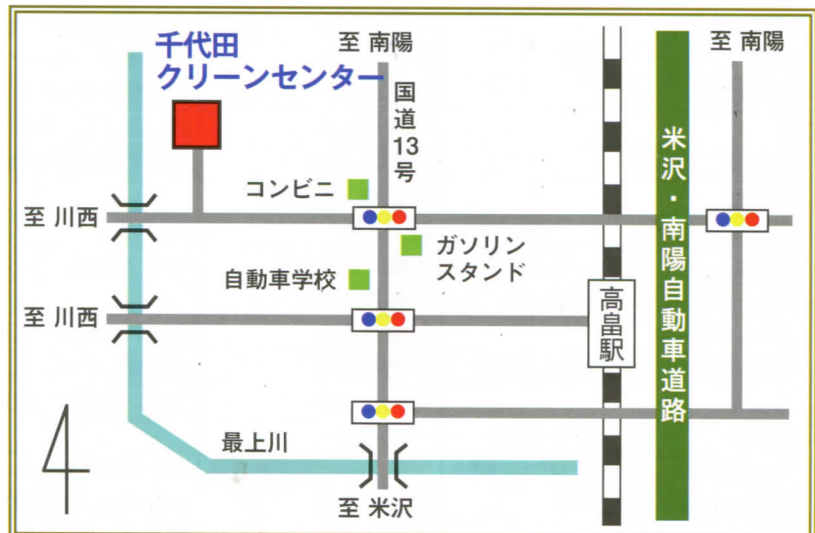 千代田
クリーンセンター
至 南陽
国道13号
至 南陽
コンビニ
米沢・南陽自動車道路
至 川西
ガソリン
スタンド
自動車学校
高畠駅
至 川西
最上川
至 米沢